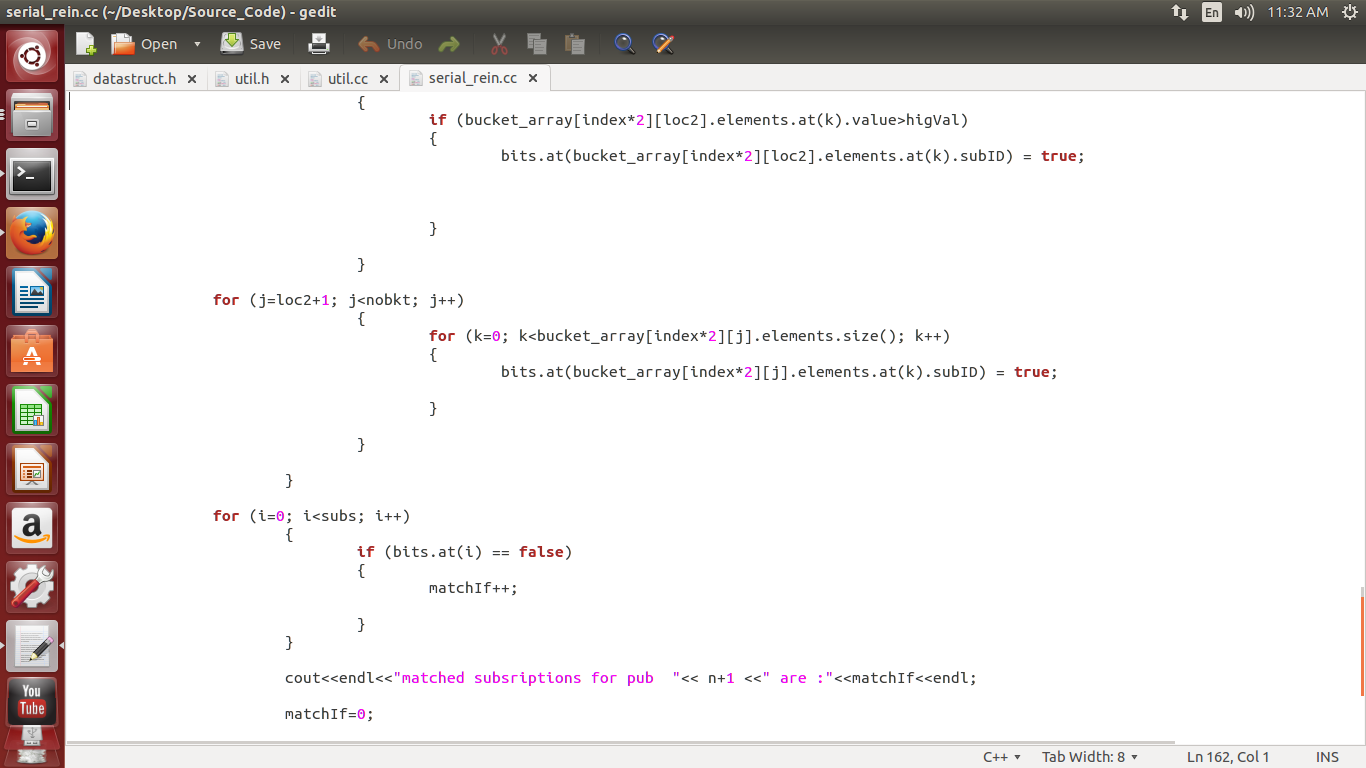 serial_rein.cc (~/Desktop/Source_Code) - gedit
En
11:32 AM
Open
Save
Undo
datastruct.h
util.h
util.cc
serial_rein.cc
{
if (bucket_array[index*2][loc2].elements.at(k).value>higVal)
{
bits.at(bucket_array[index*2][loc2].elements.at(k).subID) = true;
}
}
for (j=loc2+1; j<nobkt; j++)
{
for (k=0; k<bucket_array[index*2][j].elements.size(); k++)
{
bits.at(bucket_array[index*2][j].elements.at(k).subID) = true;
}
}
}
for (i=0; i<subs; i++)
{
if (bits.at(i) == false)
{
matchIf++;
}
}
cout<<endl<<"matched subsriptions for pub  "<< n+1 <<" are :"<<matchIf<<endl;
matchIf=0;
You
Tube
C++
Tab Width: 8
Ln 162, Col 1
INS